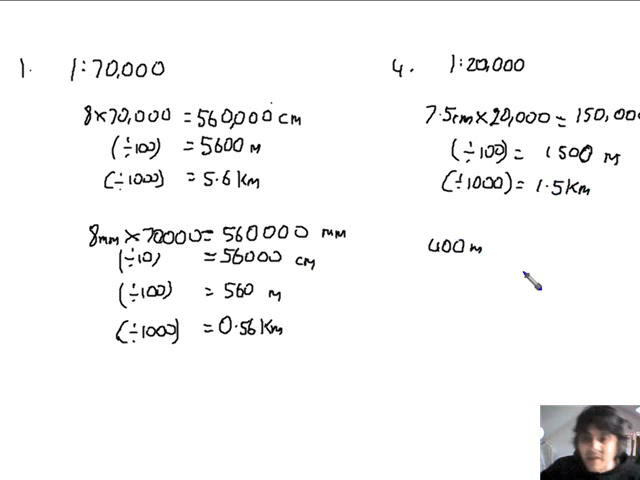 1. 1:70,000
8×70,000 = 560,000 cm
(÷100) = 5600 m
(÷1000) = 5.6 Km
8mm × 70000 = 560000 mm
(÷10) = 56000 cm
(÷100) = 560 m
(÷1000) = 0.56 Km
4. 1:20,000
7.5cm × 20,000 = 150,000
(÷100) = 1500 m
(÷1000) = 1.5 Km
400 m